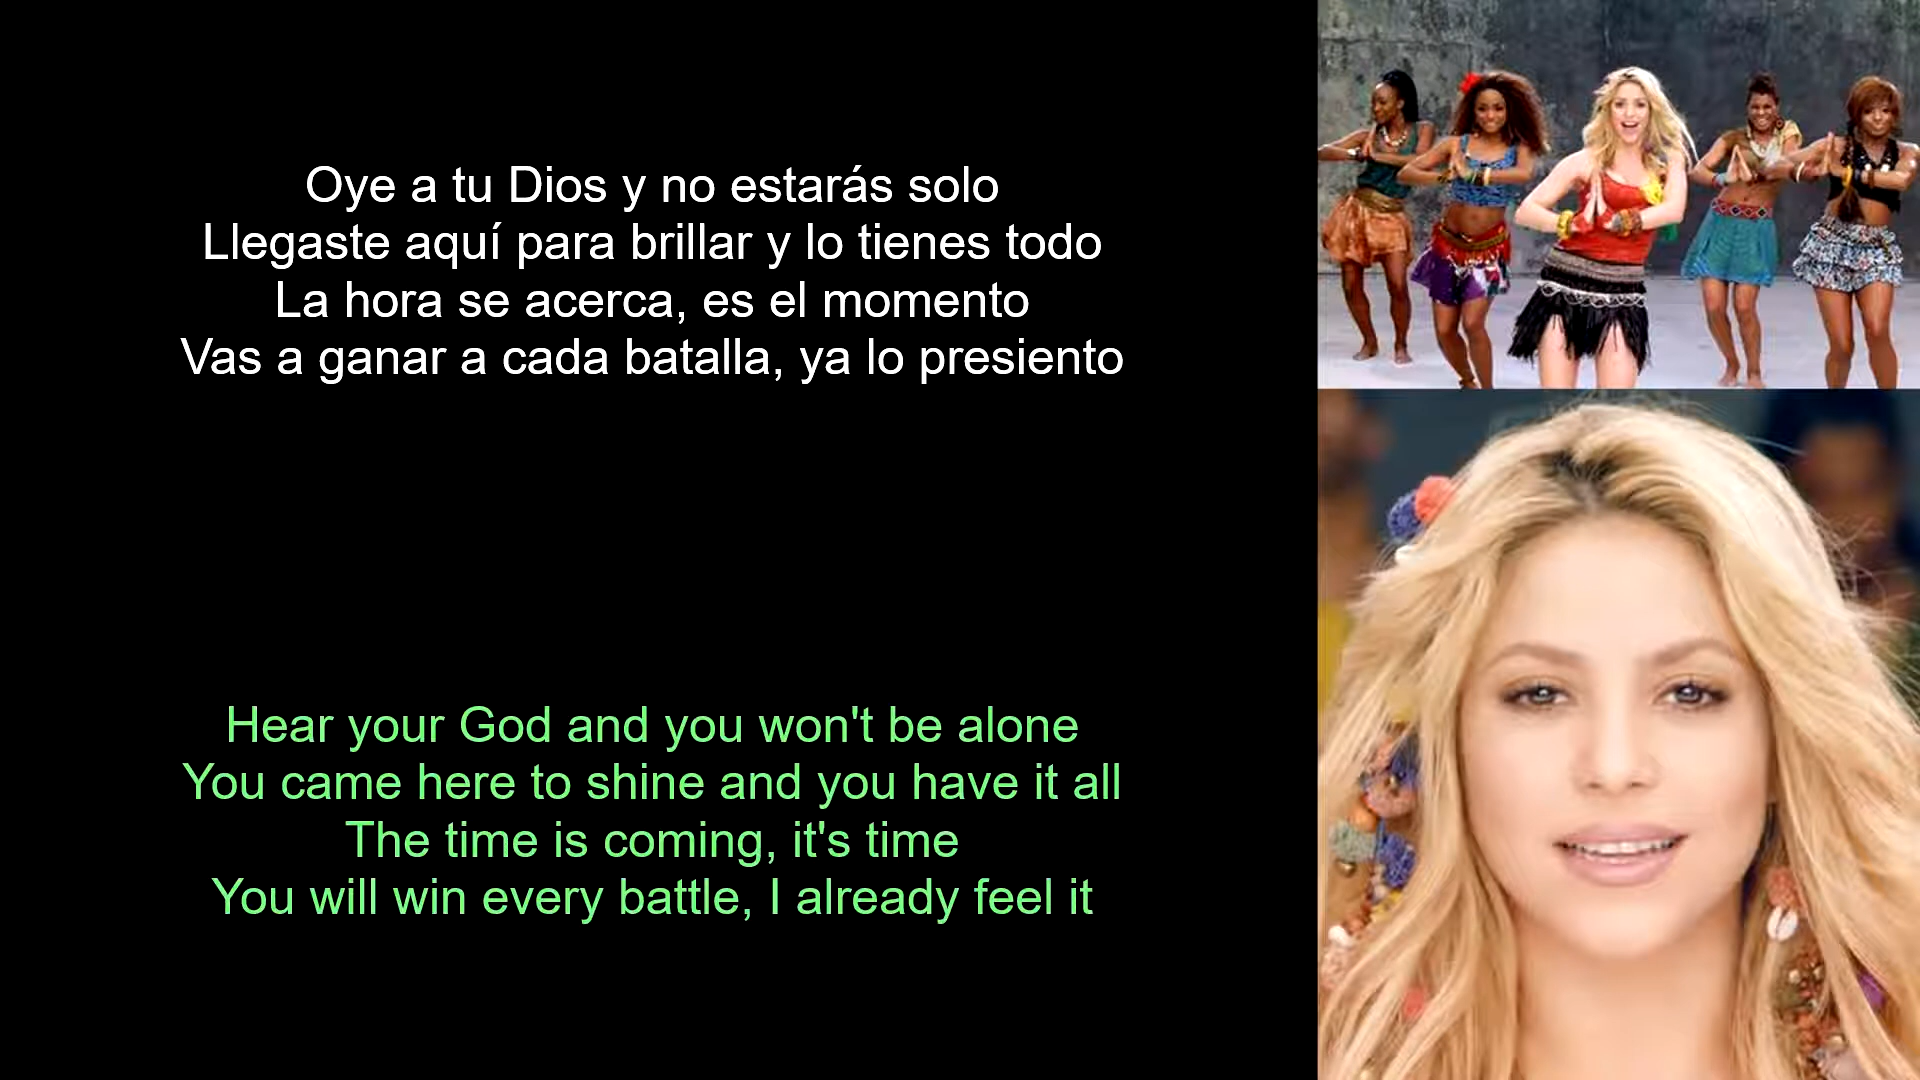 Oye a tu Dios y no estarás solo
Llegaste aquí para brillar y lo tienes todo
La hora se acerca, es el momento
Vas a ganar a cada batalla, ya lo presiento
Hear your God and you won't be alone
You came here to shine and you have it all
The time is coming, it's time
You will win every battle, I already feel it